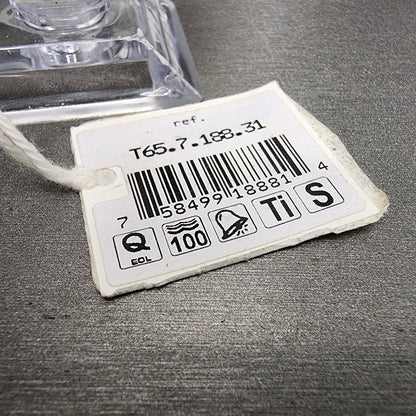 ref.
T65.7.188.31
7 58499 18881 4
Q EOL 100 Ti S